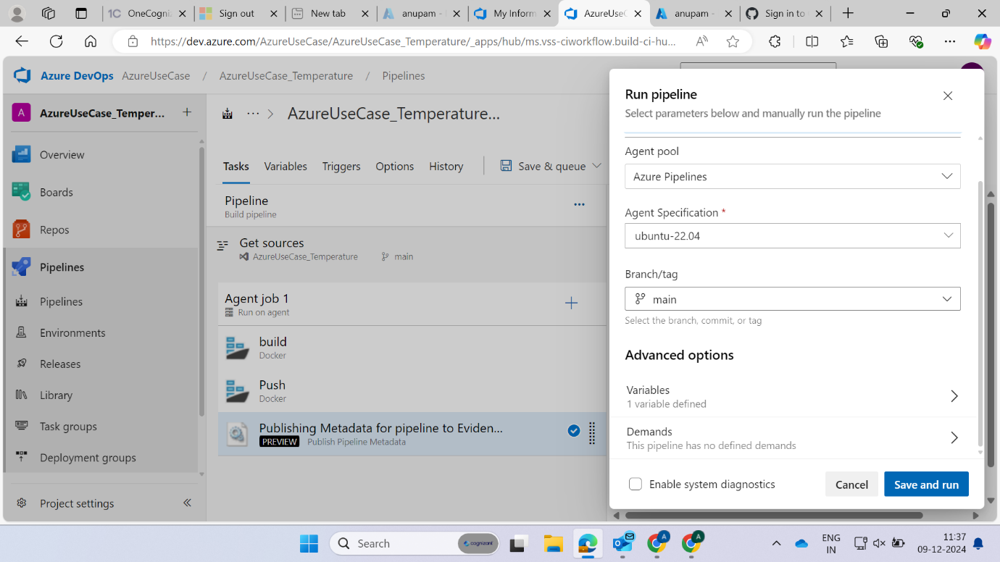 OneCogniz
Sign out
New tab
anupam -
My Inform
AzureUseC
anupam -
Sign in to
https://dev.azure.com/AzureUseCase/AzureUseCase_Temperature/_apps/hub/ms.vss-ciworkflow.build-ci-hu...
Azure DevOps AzureUseCase / AzureUseCase_Temperature / Pipelines
A AzureUseCase_Temper...
Overview
Boards
Repos
Pipelines
Pipelines
Environments
Releases
Library
Task groups
Deployment groups
Project settings
AzureUseCase_Temperature...
Tasks Variables Triggers Options History Save & queue
Pipeline
Build pipeline
Get sources
AzureUseCase_Temperature main
Agent job 1
Run on agent
build
Docker
Push
Docker
Publishing Metadata for pipeline to Eviden...
PREVIEW Publish Pipeline Metadata
Run pipeline
Select parameters below and manually run the pipeline
Agent pool
Azure Pipelines
Agent Specification *
ubuntu-22.04
Branch/tag
main
Select the branch, commit, or tag
Advanced options
Variables
1 variable defined
Demands
This pipeline has no defined demands
Enable system diagnostics Cancel Save and run
Search cognizant
A
A
ENG
IN
11:37
09-12-2024